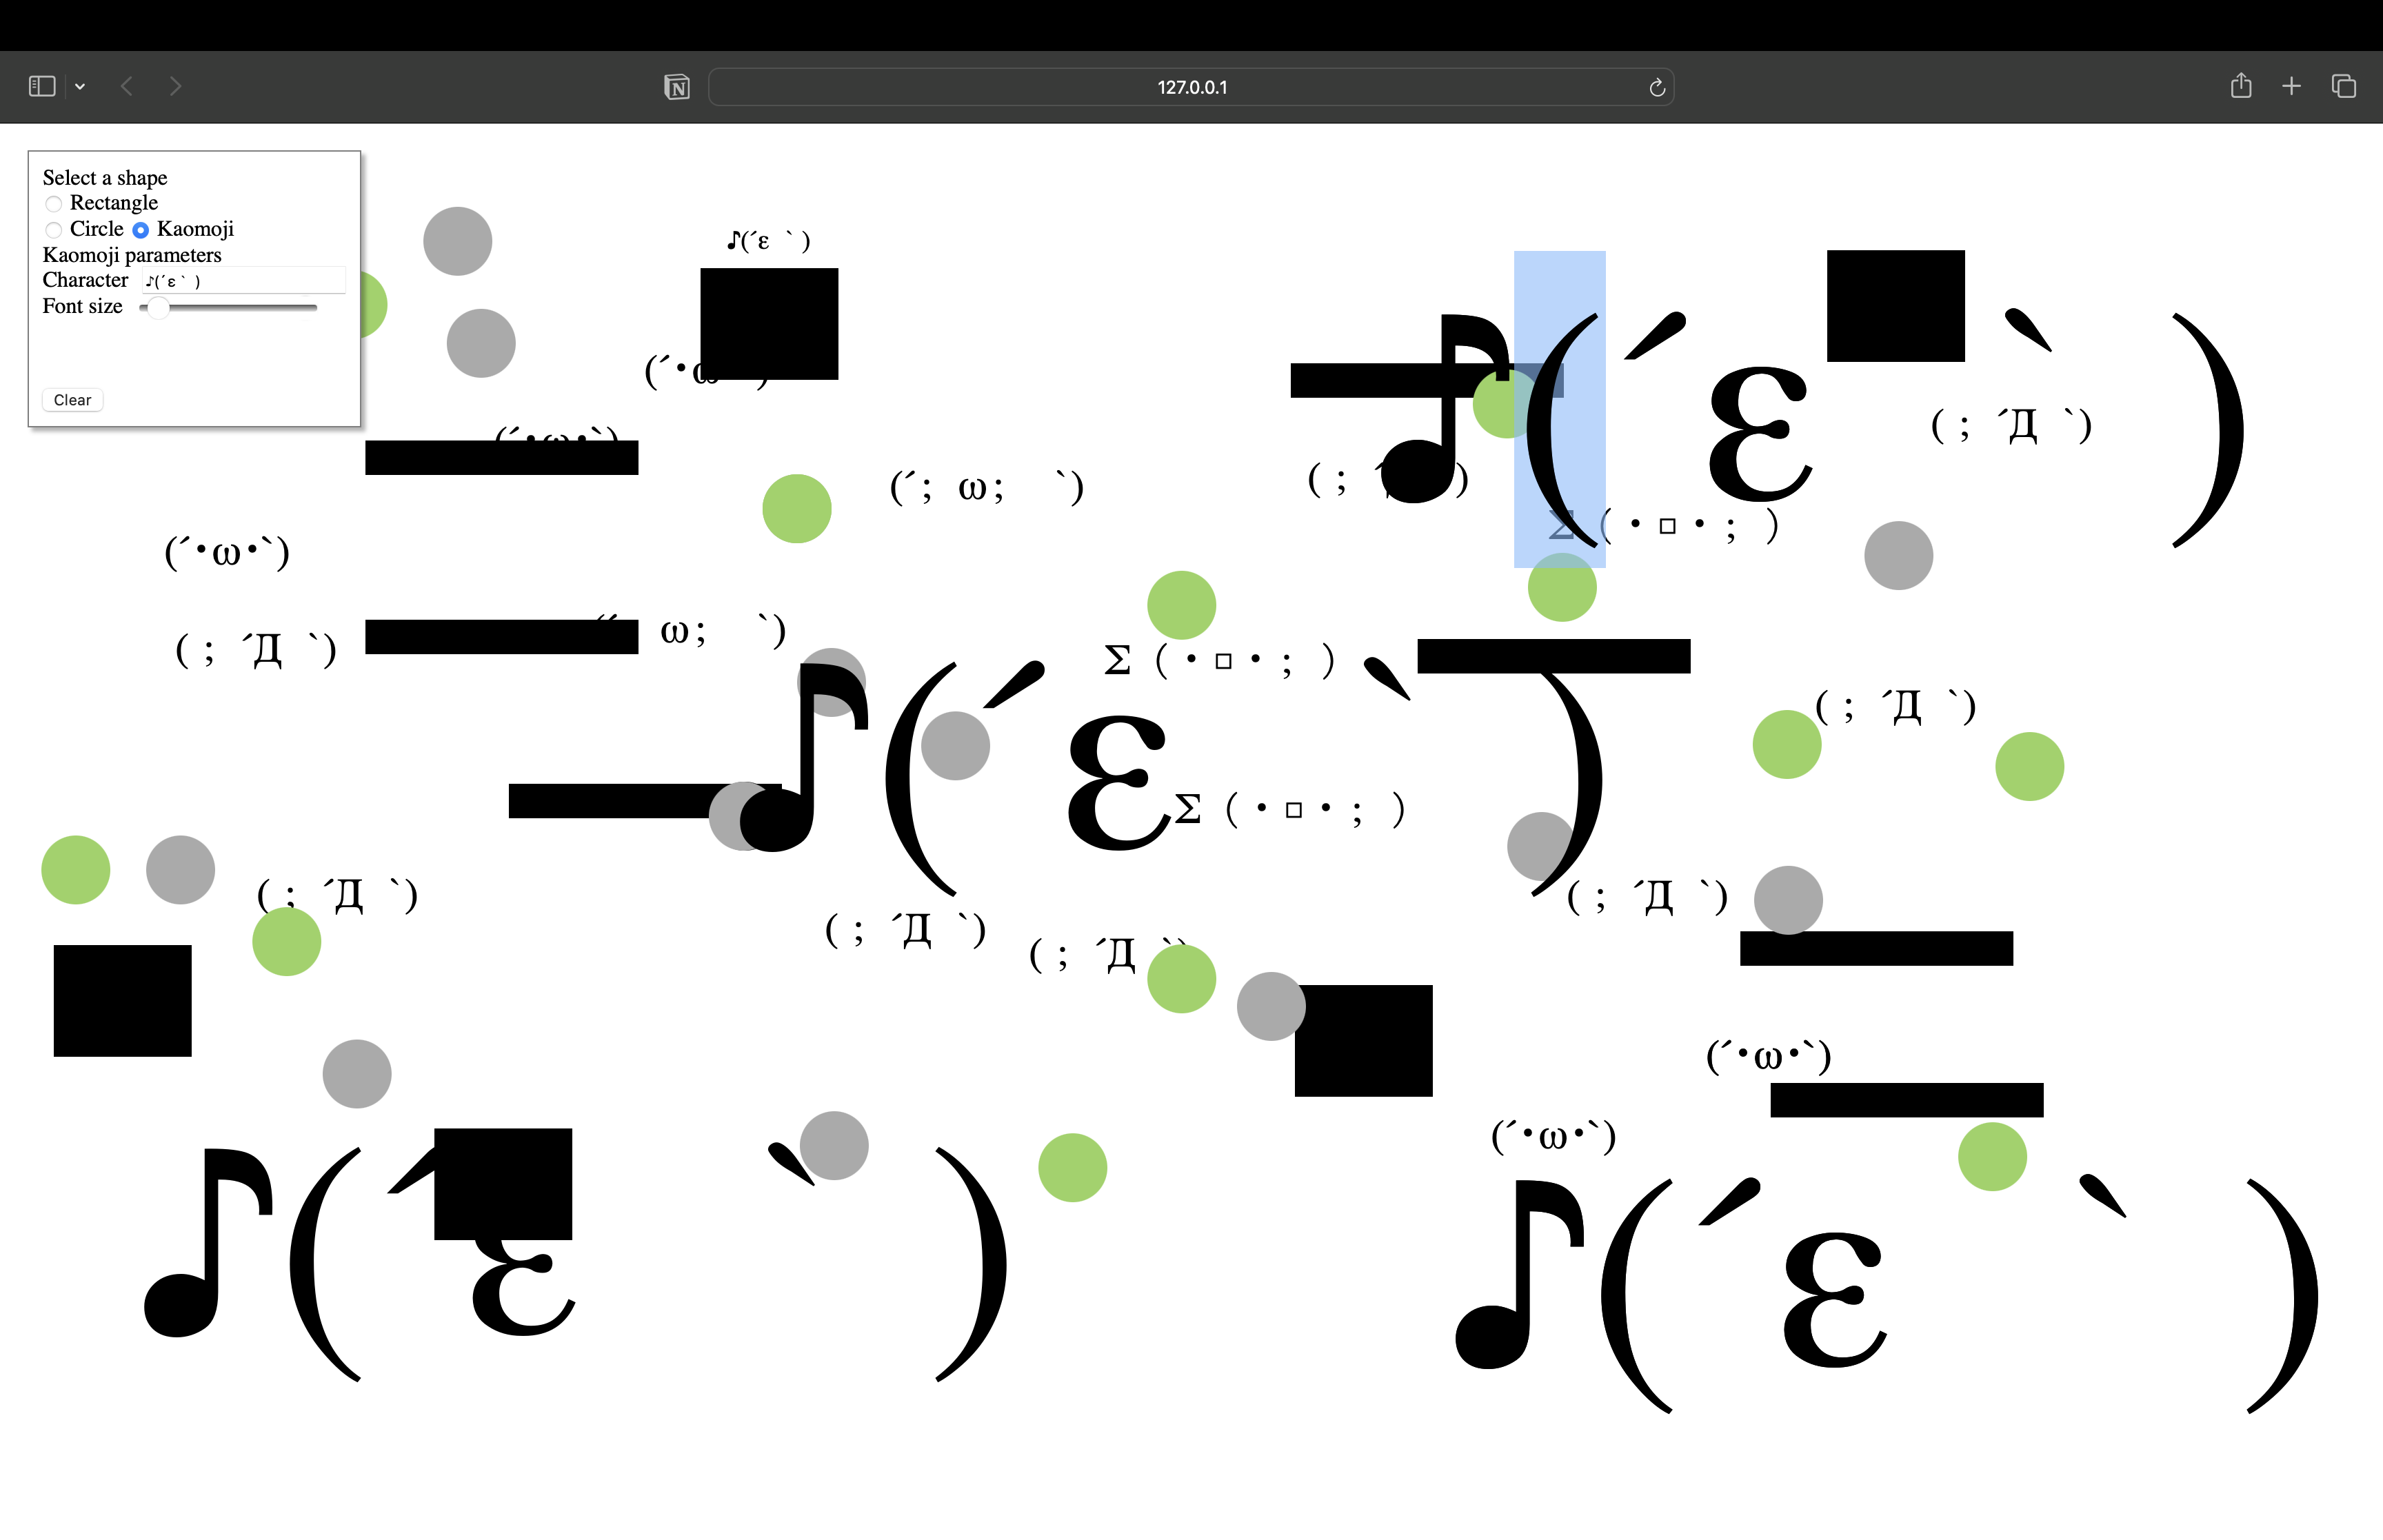 127.0.0.1
Select a shape
Rectangle
Circle Kaomoji
Kaomoji parameters
Character ♪(´ε` )
Font size
Clear
♪(´ε ` )
♪(´ε ` )
(´・ω )
( ; ´Д `)
(´・ω・`)
(´; ω; `)
( ; ´ )
Σ ( ・□・ ; )
(´・ω・`)
( ; ´Д `)
(´ ω; `)
Σ ( ・□・ ; )
♪(´ε ` )
( ; ´Д `)
Σ ( ・□・ ; )
( ; ´Д `)
( ; ´Д `)
( ; ´Д `)
( ; ´Д `)
(´・ω・`)
(´・ω・`)
♪(´ε ` )
♪(´ε ` )